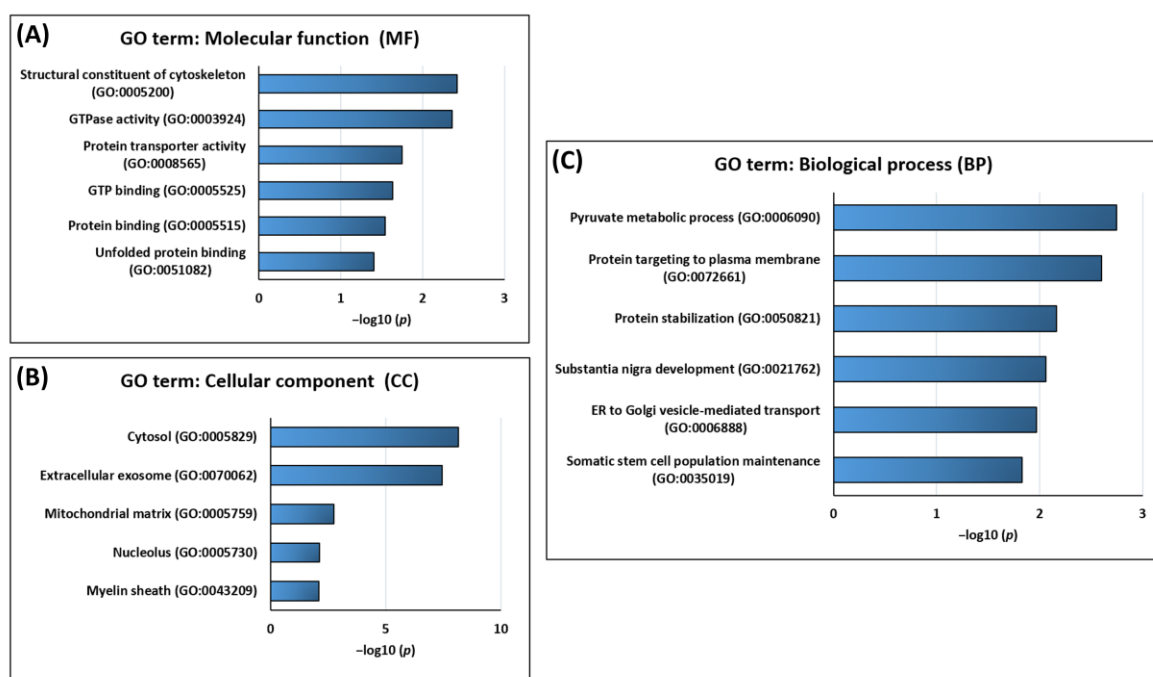 (A)
GO term: Molecular function (MF)
Structural constituent of cytoskeleton
(GO:0005200)
GTPase activity (GO:0003924)
Protein transporter activity
(GO:0008565)
GTP binding (GO:0005525)
Protein binding (GO:0005515)
Unfolded protein binding
(GO:0051082)
0 1 2 3
−log10 (p)
(B)
GO term: Cellular component (CC)
Cytosol (GO:0005829)
Extracellular exosome (GO:0070062)
Mitochondrial matrix (GO:0005759)
Nucleolus (GO:0005730)
Myelin sheath (GO:0043209)
0 5 10
−log10 (p)
(C)
GO term: Biological process (BP)
Pyruvate metabolic process (GO:0006090)
Protein targeting to plasma membrane
(GO:0072661)
Protein stabilization (GO:0050821)
Substantia nigra development (GO:0021762)
ER to Golgi vesicle-mediated transport
(GO:0006888)
Somatic stem cell population maintenance
(GO:0035019)
0 1 2 3
−log10 (p)